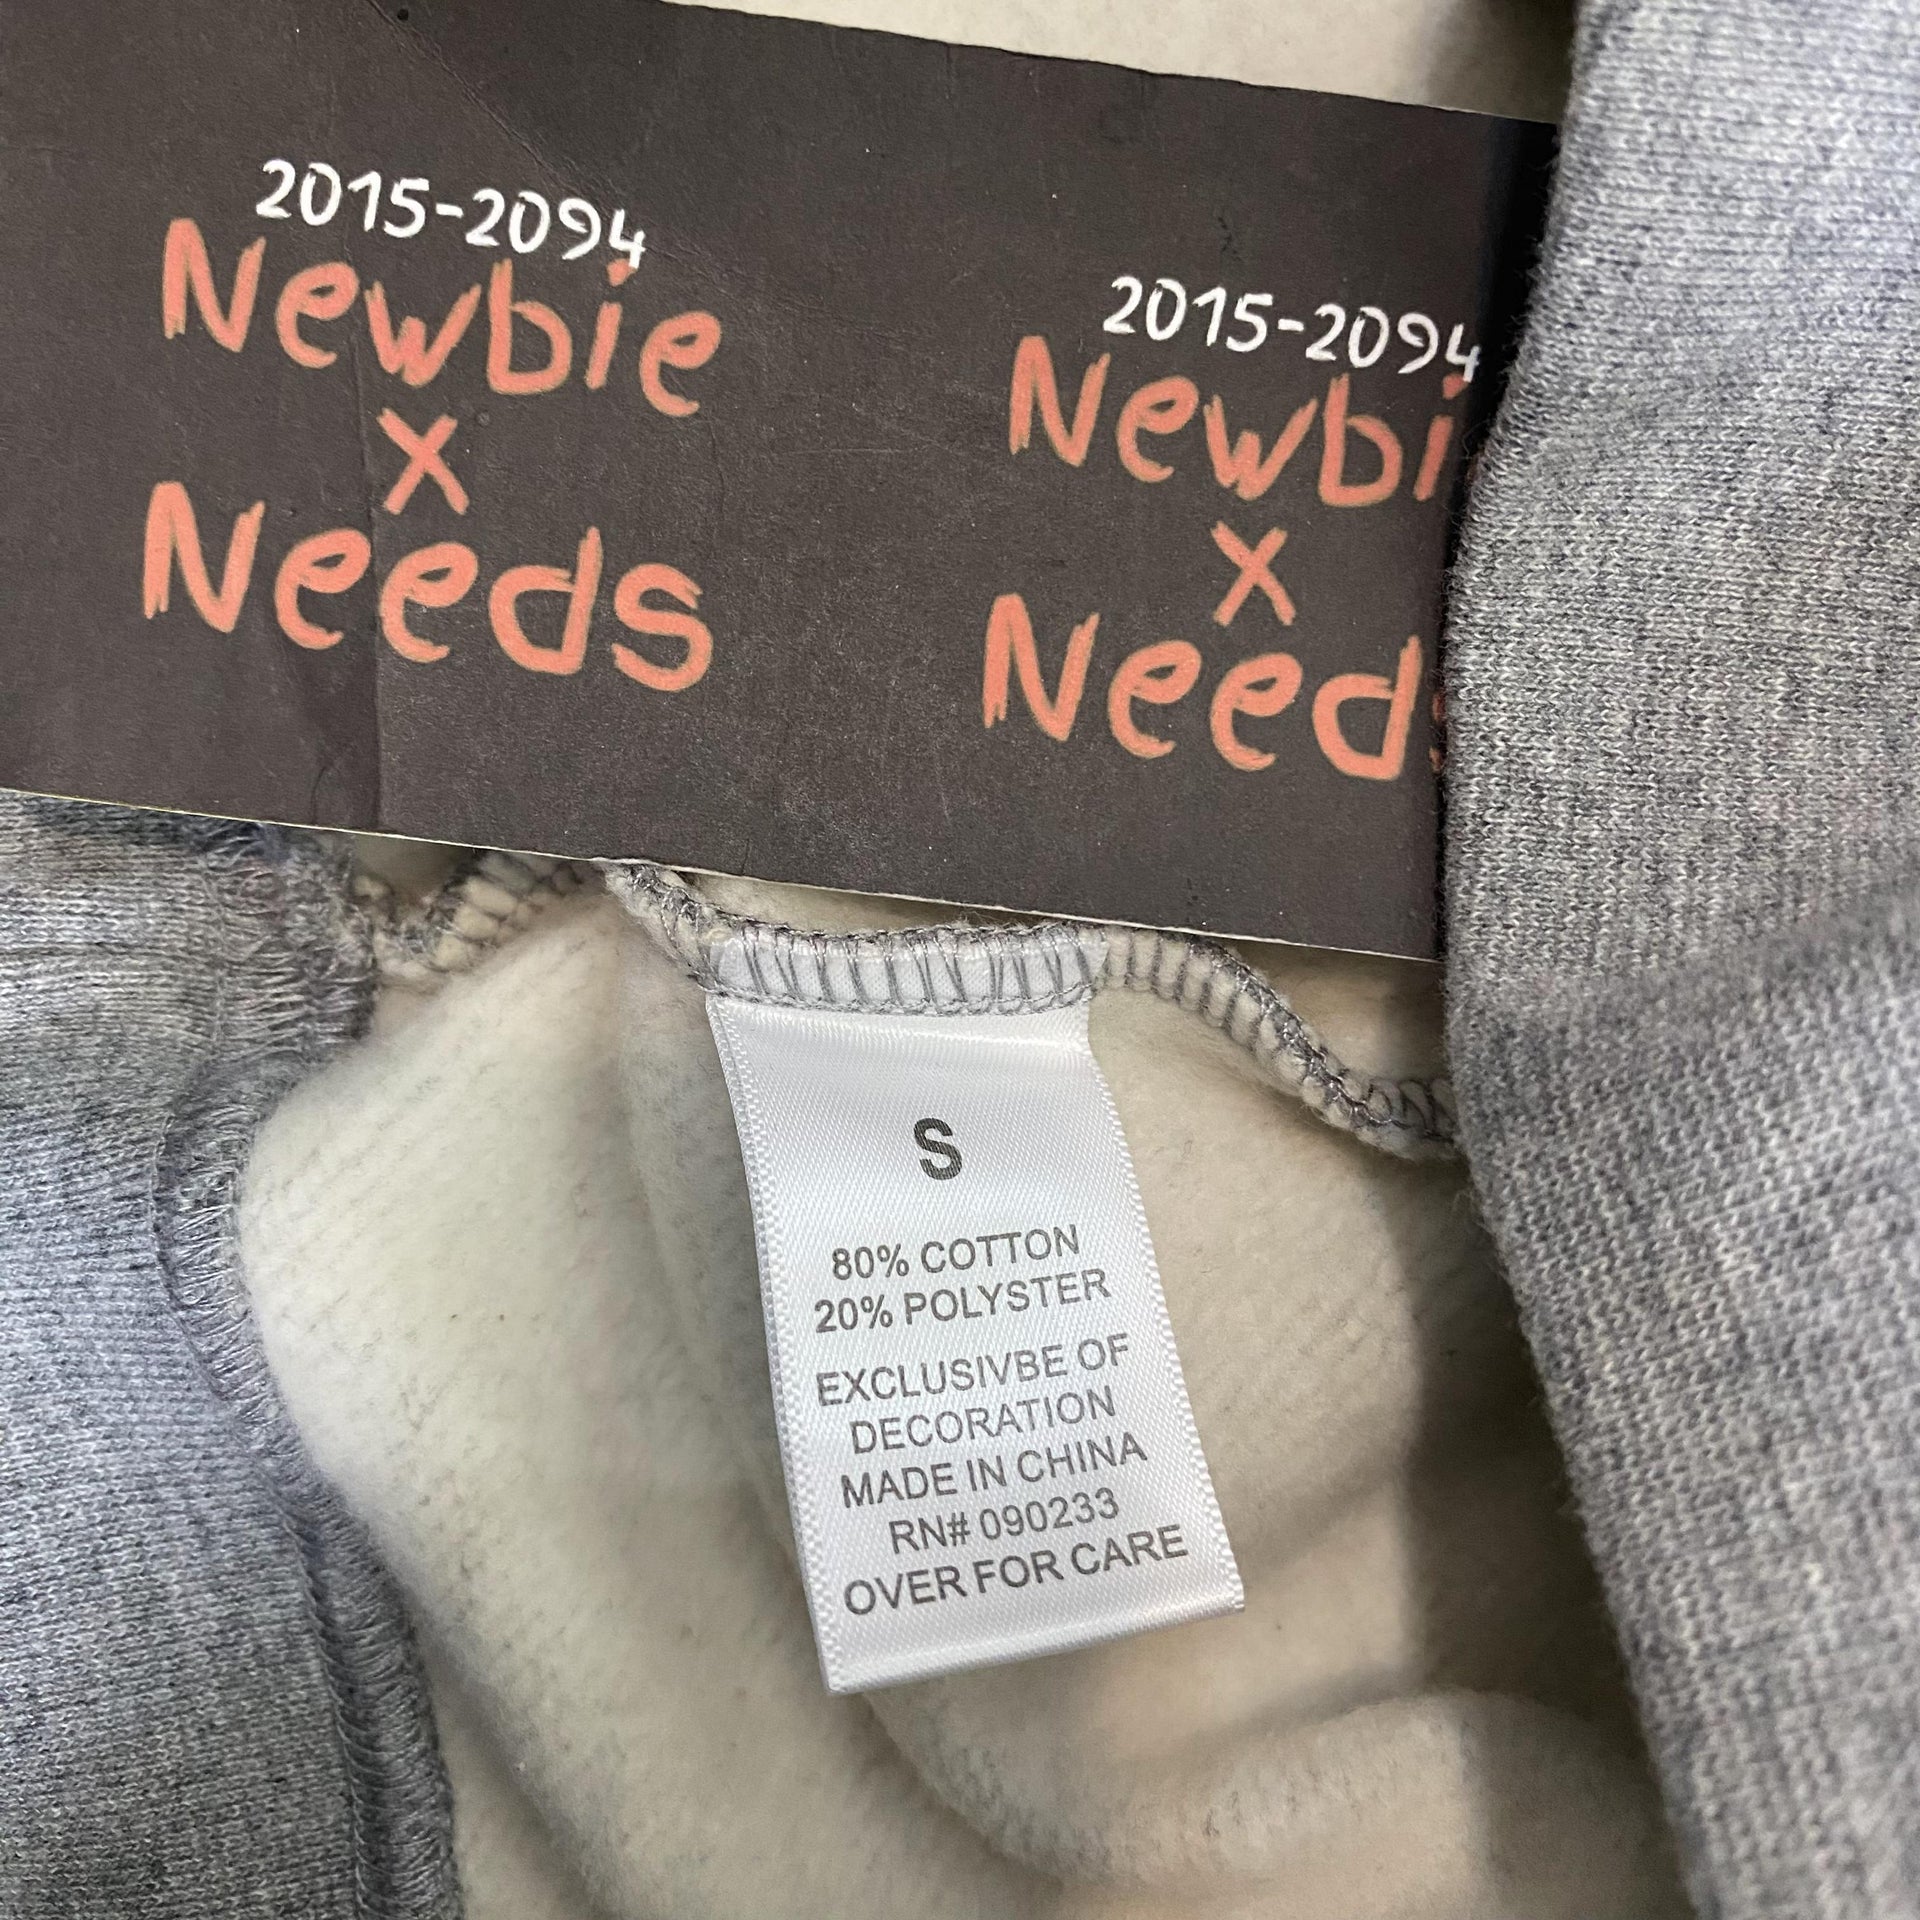 2015-2094
Newbie
x
Needs
2015-2094
Newbi
x
Needs
S
80% COTTON
20% POLYSTER
EXCLUSIVBE OF
DECORATION
MADE IN CHINA
RN# 090233
OVER FOR CARE